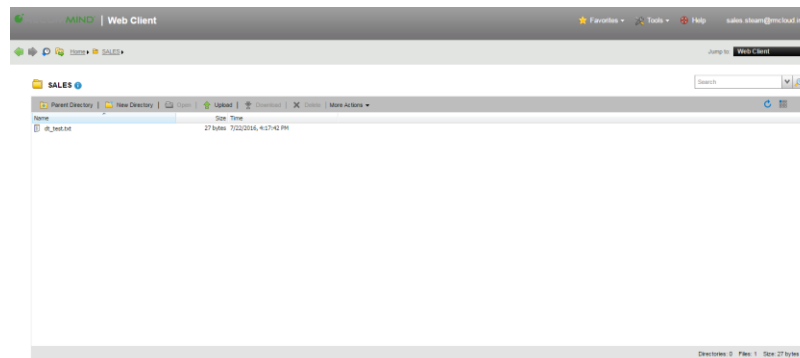 MIND | Web Client Favorites Tools Help sales.steam@rmcloud.in
Home SALES Jump to Web Client
SALES Search
Parent Directory | New Directory | Open | Upload | Download | Delete | More Actions
Name Size Time
dt_test.txt 27 bytes 7/22/2016, 4:17:42 PM
Directories: 0 Files: 1 Size: 27 bytes